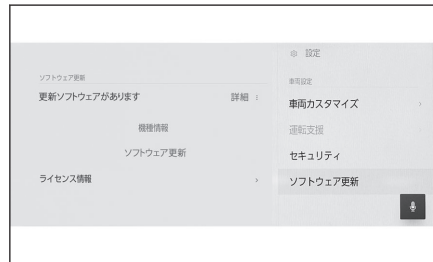 ソフトウェア更新
更新ソフトウェアがあります
詳細
機種情報
ソフトウェア更新
ライセンス情報
設定
車両設定
車両カスタマイズ
運転支援
セキュリティ
ソフトウェア更新